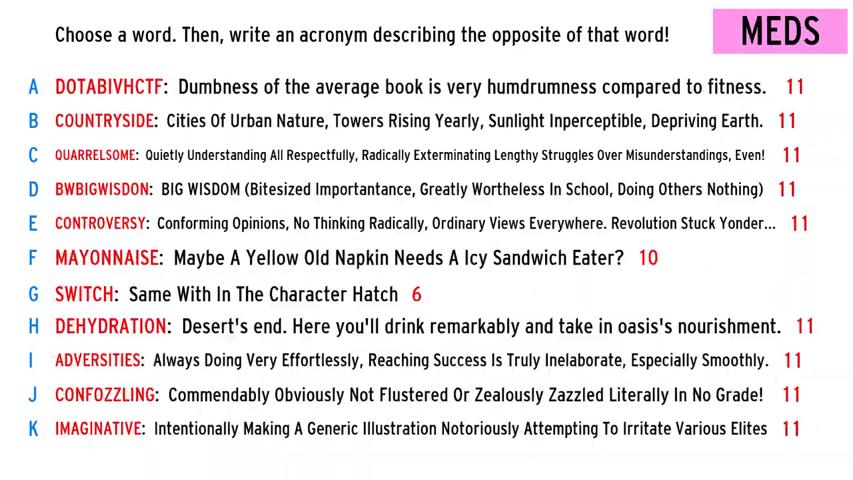 Choose a word. Then, write an acronym describing the opposite of that word! MEDS
A DOTABIVHCTF: Dumbness of the average book is very humdrumness compared to fitness. 11
B COUNTRYSIDE: Cities Of Urban Nature, Towers Rising Yearly, Sunlight Inperceptible, Depriving Earth. 11
C QUARRELSOME: Quietly Understanding All Respectfully, Radically Exterminating Lengthy Struggles Over Misunderstandings, Even! 11
D BWBIGWISDON: BIG WISDOM (Bitesized Importantance, Greatly Wortheless In School, Doing Others Nothing) 11
E CONTROVERSY: Conforming Opinions, No Thinking Radically, Ordinary Views Everywhere. Revolution Stuck Yonder... 11
F MAYONNAISE: Maybe A Yellow Old Napkin Needs A Icy Sandwich Eater? 10
G SWITCH: Same With In The Character Hatch 6
H DEHYDRATION: Desert's end. Here you'll drink remarkably and take in oasis's nourishment. 11
I ADVERSITIES: Always Doing Very Effortlessly, Reaching Success Is Truly Inelaborate, Especially Smoothly. 11
J CONFOZZLING: Commendably Obviously Not Flustered Or Zealously Zazzled Literally In No Grade! 11
K IMAGINATIVE: Intentionally Making A Generic Illustration Notoriously Attempting To Irritate Various Elites 11